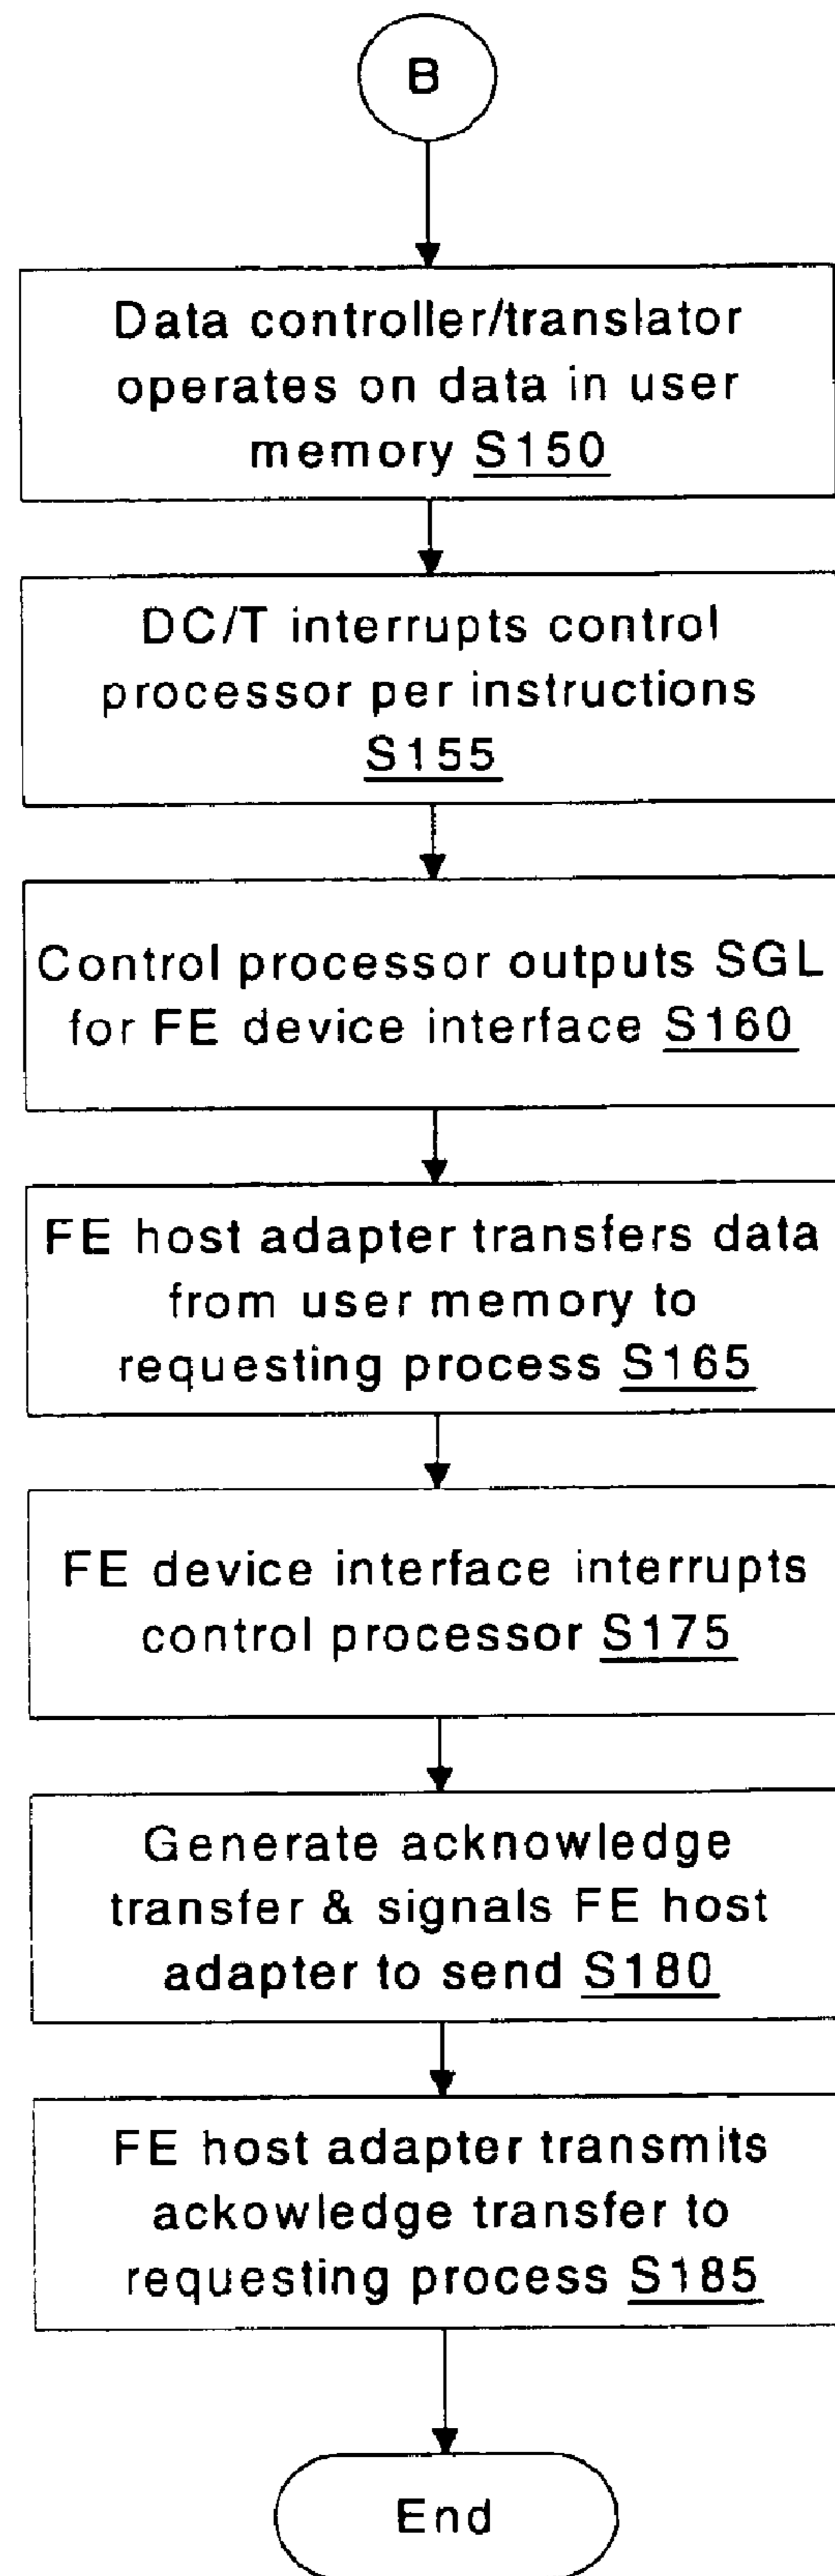 B
Data controller/translator
operates on data in user
memory S150
DC/T interrupts control
processor per instructions
S155
Control processor outputs SGL
for FE device interface S160
FE host adapter transfers data
from user memory to
requesting process S165
FE device interface interrupts
control processor S175
Generate acknowledge
transfer & signals FE host
adapter to send S180
FE host adapter transmits
ackowledge transfer to
requesting process S185
End